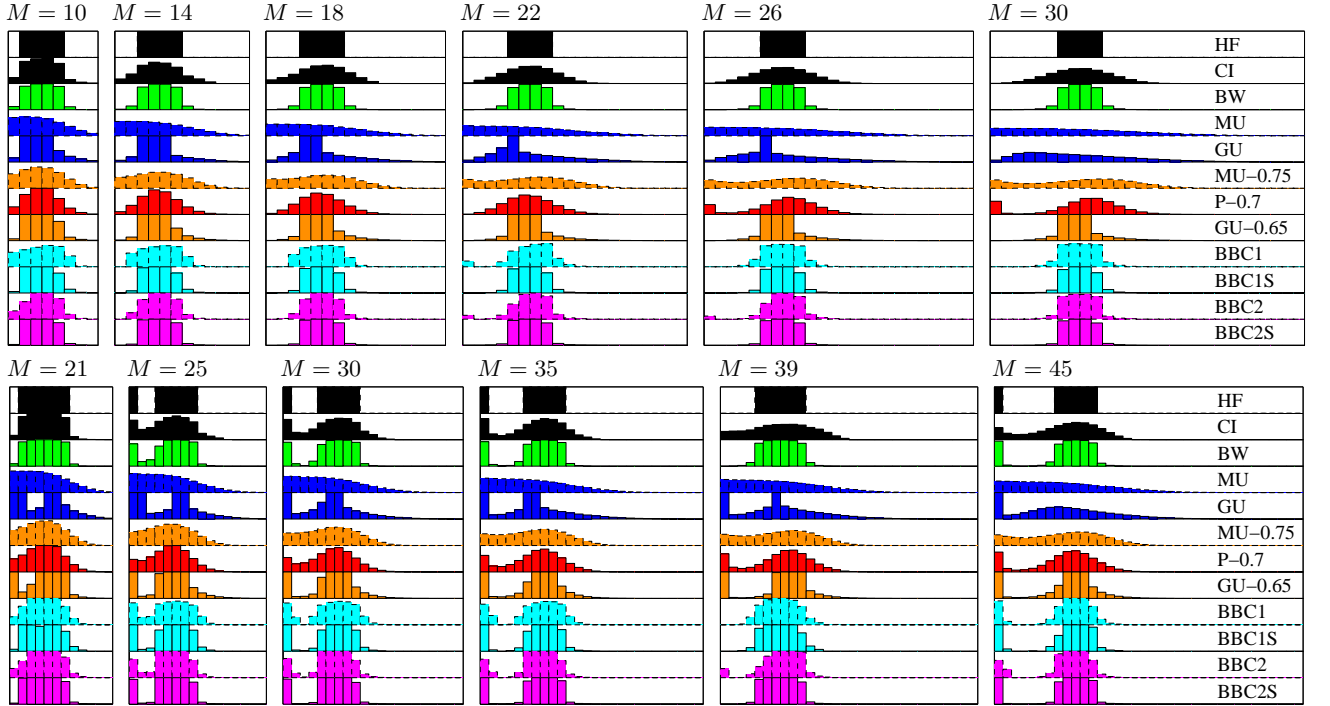 M = 10 M = 14 M = 18 M = 22 M = 26 M = 30
HF
CI
BW
MU
GU
MU−0.75
P−0.7
GU−0.65
BBC1
BBC1S
BBC2
BBC2S
M = 21 M = 25 M = 30 M = 35 M = 39 M = 45
HF
CI
BW
MU
GU
MU−0.75
P−0.7
GU−0.65
BBC1
BBC1S
BBC2
BBC2S